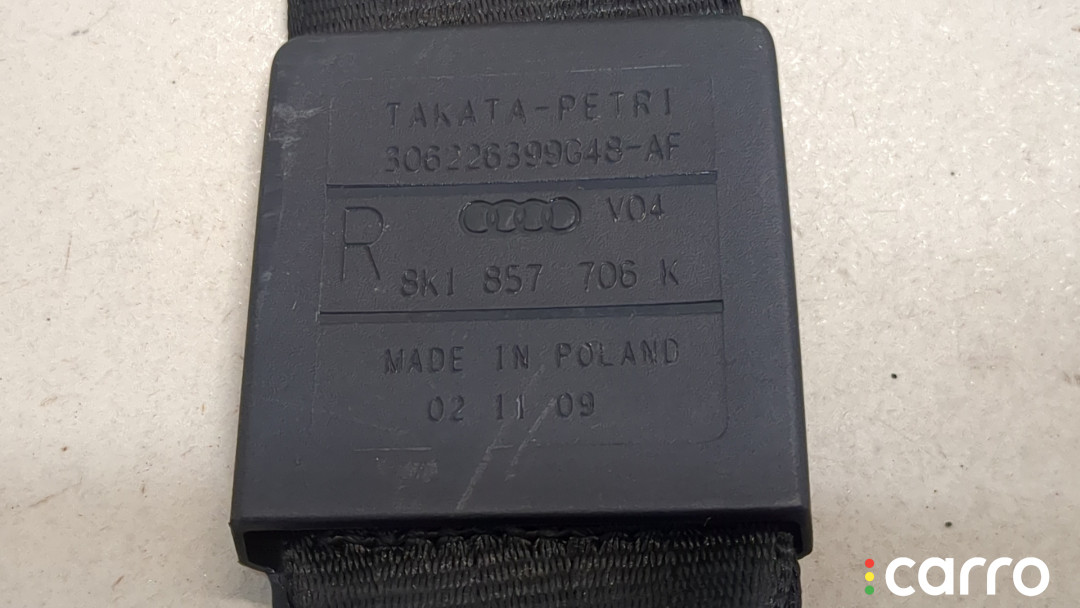 TAKATA-PETRI
306226399G48-AF
R V04
8K1 857 706 K
MADE IN POLAND
02 11 09
carro